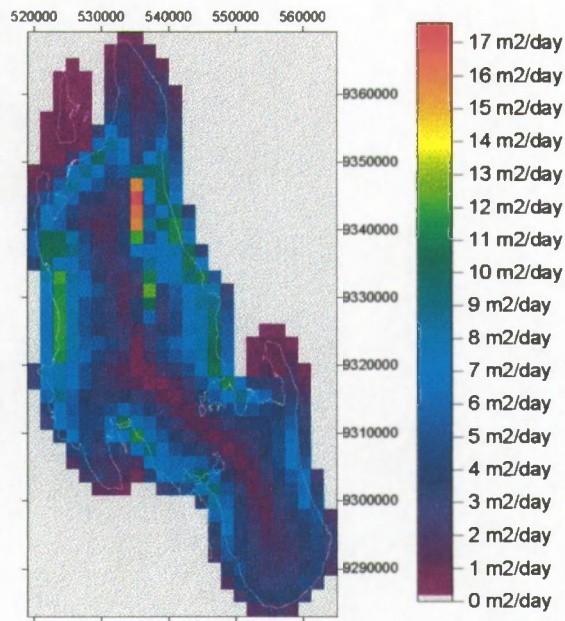 520000 530000 540000 550000 560000
9360000
9350000
9340000
9330000
9320000
9310000
9300000
9290000
17 m2/day
16 m2/day
15 m2/day
14 m2/day
13 m2/day
12 m2/day
11 m2/day
10 m2/day
9 m2/day
8 m2/day
7 m2/day
6 m2/day
5 m2/day
4 m2/day
3 m2/day
2 m2/day
1 m2/day
0 m2/day